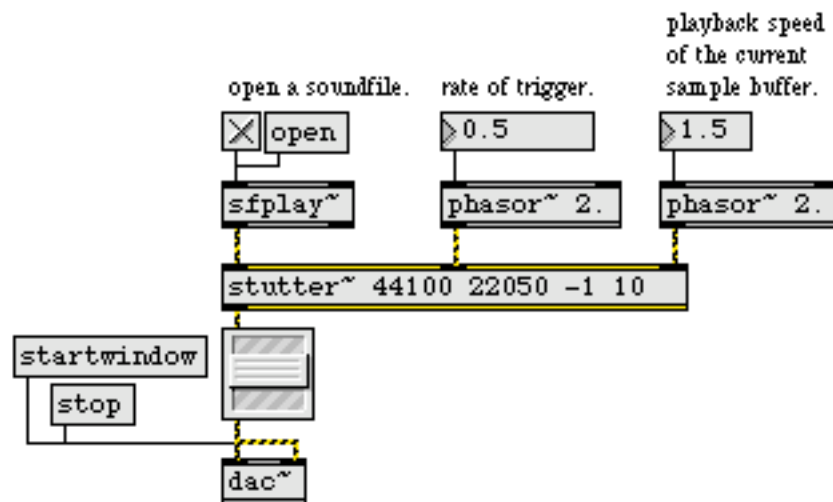 playback speed
of the current
sample buffer.
open a soundfile.
rate of trigger.
open
0.5
1.5
sfplay~
phasor~ 2.
phasor~ 2.
stutter~ 44100 22050 -1 10
startwindow
stop
dac~